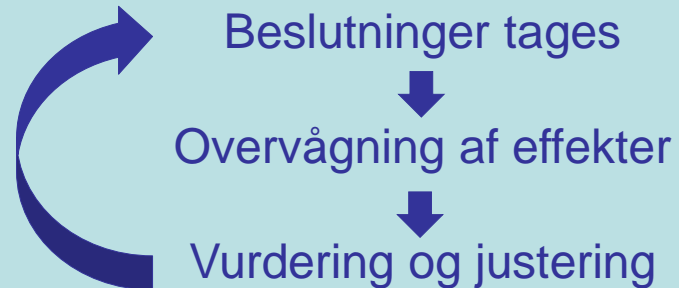 Beslutninger tages
Overvågning af effekter
Vurdering og justering